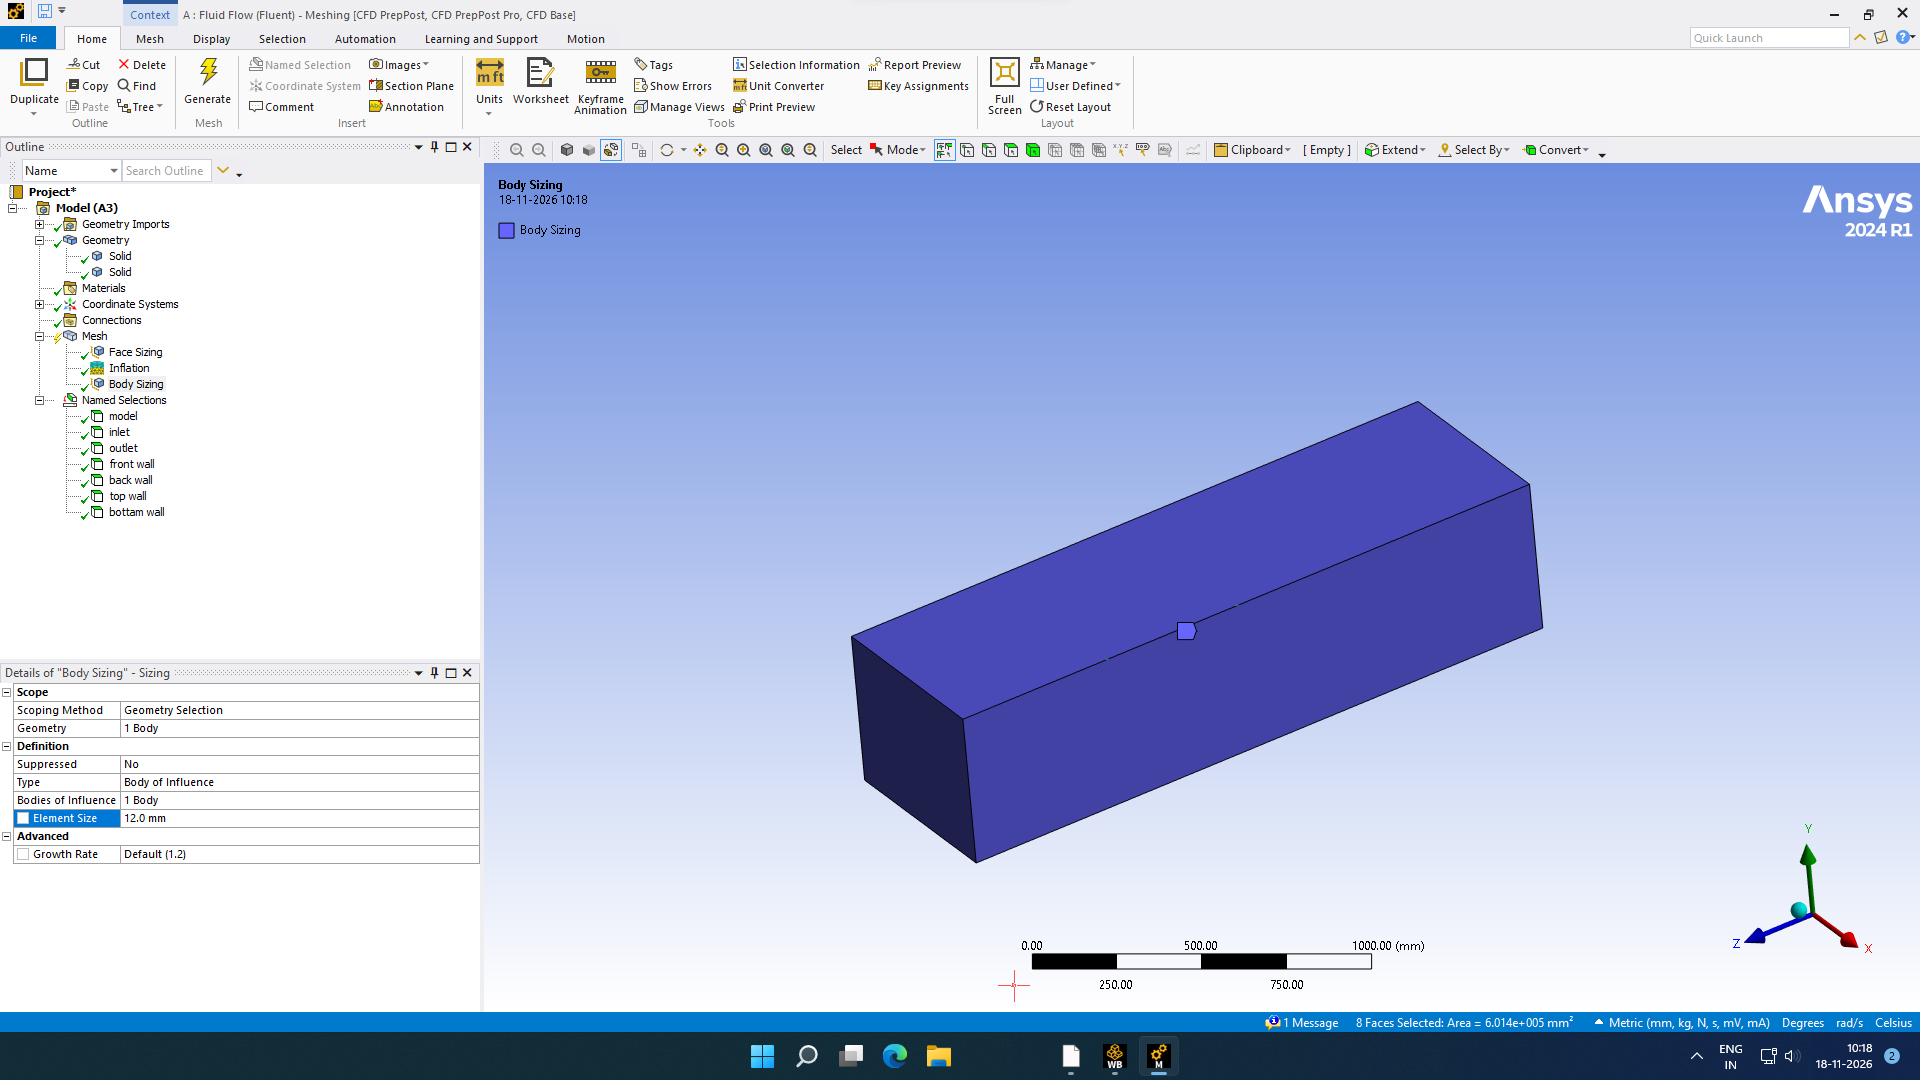 Context
A : Fluid Flow (Fluent) - Meshing [CFD PrepPost, CFD PrepPost Pro, CFD Base]
File
Home
Mesh
Display
Selection
Automation
Learning and Support
Motion
Quick Launch
Duplicate
Cut
Copy
Paste
Delete
Find
Tree
Outline
Generate
Mesh
Named Selection
Coordinate System
Comment
Images
Section Plane
Annotation
Insert
Units
Worksheet
Keyframe
Animation
Tags
Show Errors
Manage Views
Selection Information
Unit Converter
Print Preview
Report Preview
Key Assignments
Tools
Full
Screen
Manage
User Defined
Reset Layout
Layout
Outline
Name
Search Outline
Select
Mode
Clipboard
[ Empty ]
Extend
Select By
Convert
Project*
Model (A3)
Geometry Imports
Geometry
Solid
Solid
Materials
Coordinate Systems
Connections
Mesh
Face Sizing
Inflation
Body Sizing
Named Selections
model
inlet
outlet
front wall
back wall
top wall
bottam wall
Details of "Body Sizing" - Sizing
Scope
Scoping Method Geometry Selection
Geometry 1 Body
Definition
Suppressed No
Type Body of Influence
Bodies of Influence 1 Body
Element Size 12.0 mm
Advanced
Growth Rate Default (1.2)
Body Sizing
18-11-2026 10:18
Body Sizing
Ansys
2024 R1
Y
Z
X
0.00 500.00 1000.00 (mm)
250.00 750.00
1 Message
8 Faces Selected: Area = 6.014e+005 mm²
Metric (mm, kg, N, s, mV, mA)
Degrees
rad/s
Celsius
WB
M
ENG
IN
10:18
18-11-2026
2